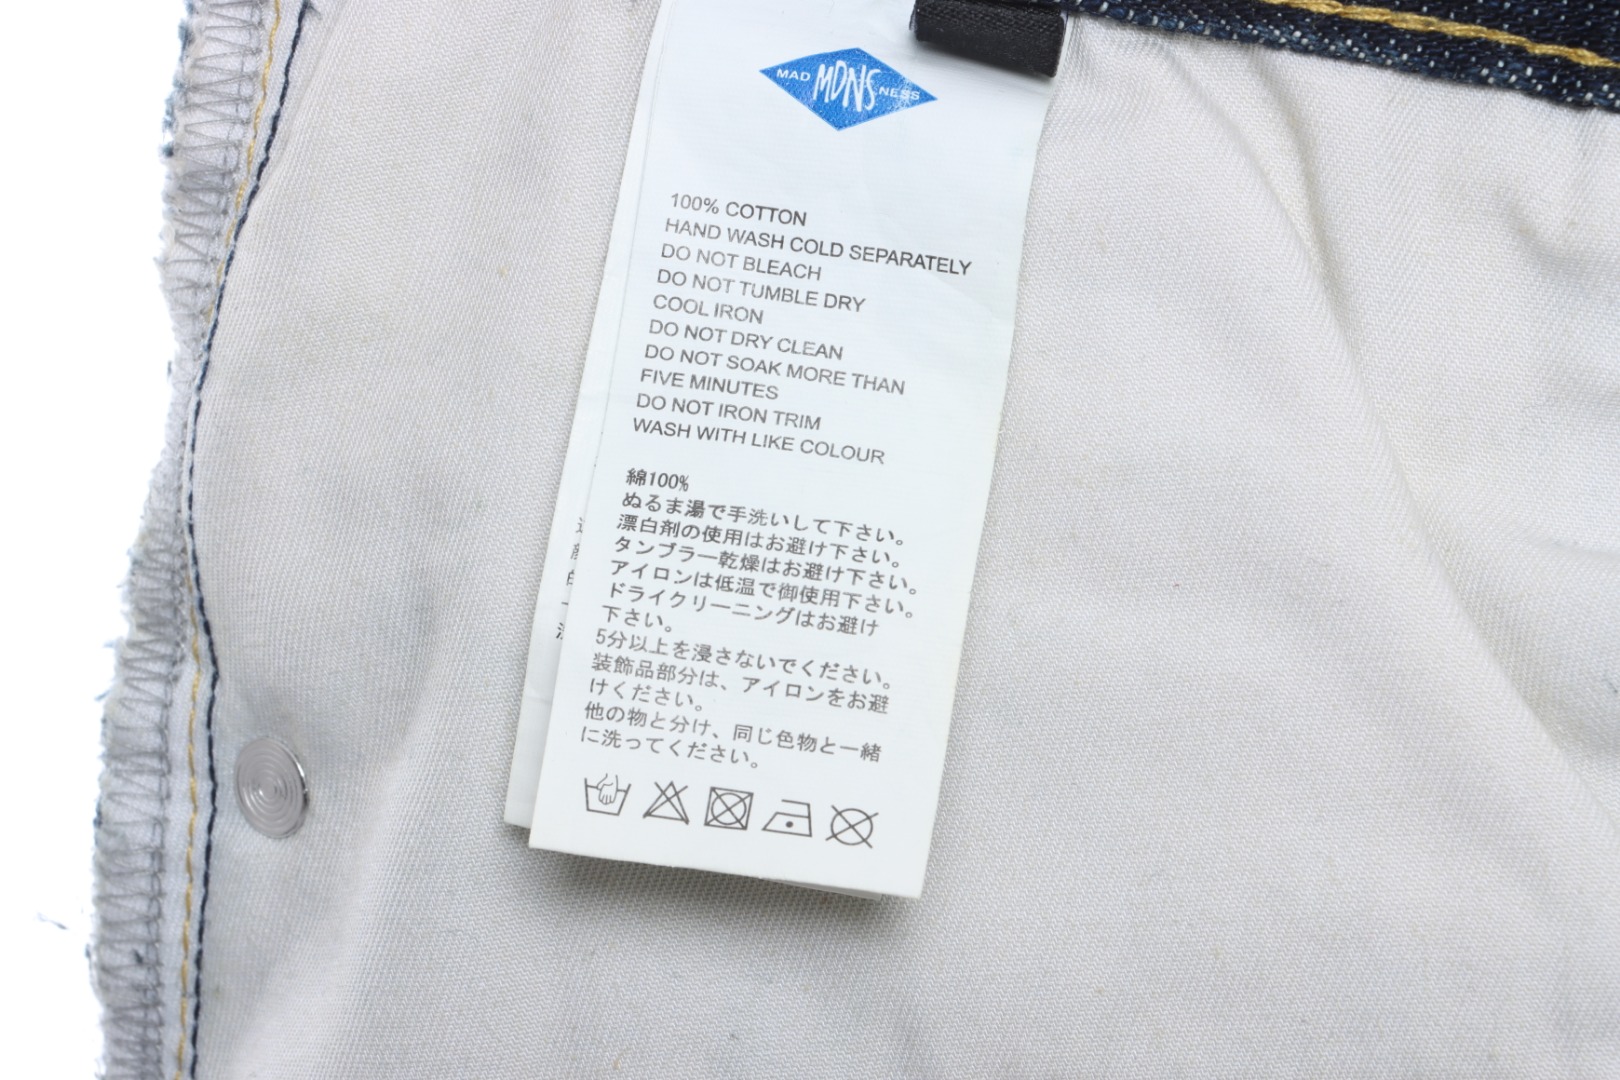 MAD MDNS NESS
100% COTTON
HAND WASH COLD SEPARATELY
DO NOT BLEACH
DO NOT TUMBLE DRY
COOL IRON
DO NOT DRY CLEAN
DO NOT SOAK MORE THAN
FIVE MINUTES
DO NOT IRON TRIM
WASH WITH LIKE COLOUR
綿100%
ぬるま湯で手洗いして下さい。
漂白剤の使用はお避け下さい。
タンブラー乾燥はお避け下さい。
アイロンは低温で御使用下さい。
ドライクリーニングはお避け
下さい。
5分以上を浸さないでください。
装飾品部分は、アイロンをお避
けください。
他の物と分け、同じ色物と一緒
に洗ってください。